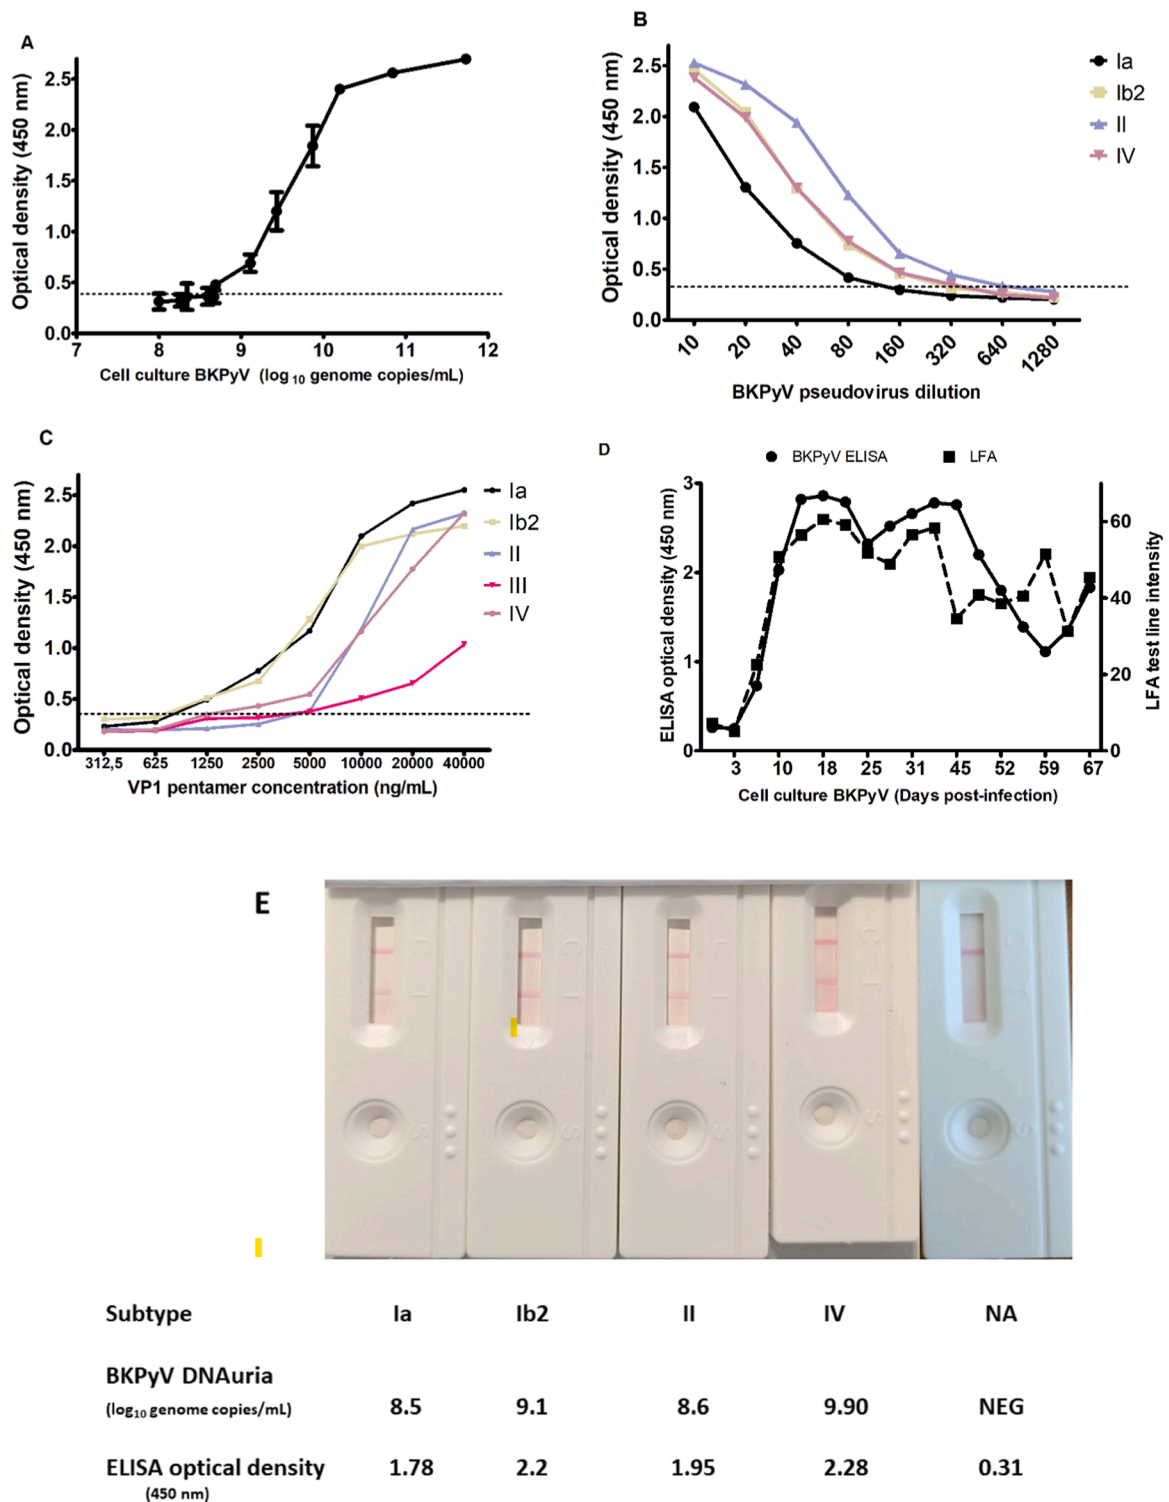 A
Optical density (450 nm)
2.5
2.0
1.5
1.0
0.5
0.0
7 8 9 10 11 12
Cell culture BKPyV (log10 genome copies/mL)
B
Optical density (450 nm)
2.5
2.0
1.5
1.0
0.5
0.0
10 20 40 80 160 320 640 1280
BKPyV pseudovirus dilution
Ia
Ib2
II
IV
C
Optical density (450 nm)
2.5
2.0
1.5
1.0
0.5
0.0
312,5 625 1250 2500 5000 10000 20000 40000
VP1 pentamer concentration (ng/mL)
Ia
Ib2
II
III
IV
D
BKPyV ELISA LFA
ELISA optical density (450 nm)
3
2
1
0
LFA test line intensity
60
40
20
0
3 10 18 25 31 45 52 59 67
Cell culture BKPyV (Days post-infection)
E
C T S
C T S
C T S
C T S
C T S
Subtype Ia Ib2 II IV NA
BKPyV DNAuria
(log10 genome copies/mL) 8.5 9.1 8.6 9.90 NEG
ELISA optical density 1.78 2.2 1.95 2.28 0.31
(450 nm)